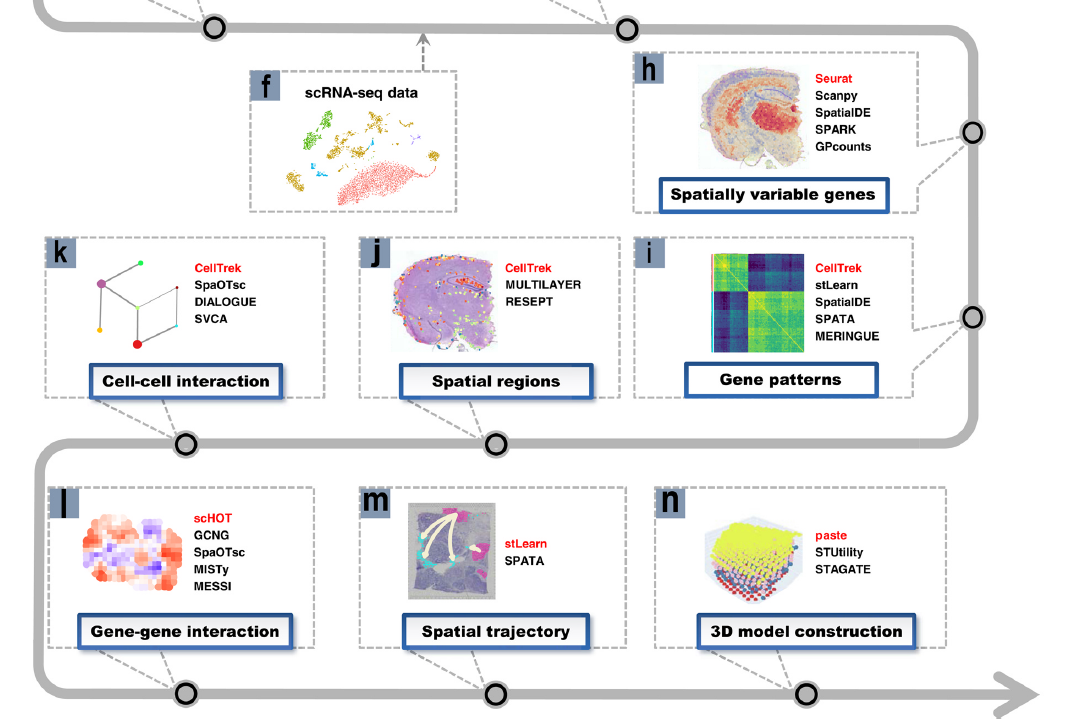 f
scRNA-seq data
h
Seurat
Scanpy
SpatialDE
SPARK
GPcounts
Spatially variable genes
k
CellTrek
SpaOTsc
DIALOGUE
SVCA
Cell-cell interaction
j
CellTrek
MULTILAYER
RESEPT
Spatial regions
i
CellTrek
stLearn
SpatialDE
SPATA
MERINGUE
Gene patterns
l
scHOT
GCNG
SpaOTsc
MISTy
MESSI
Gene-gene interaction
m
stLearn
SPATA
Spatial trajectory
n
paste
STUtility
STAGATE
3D model construction